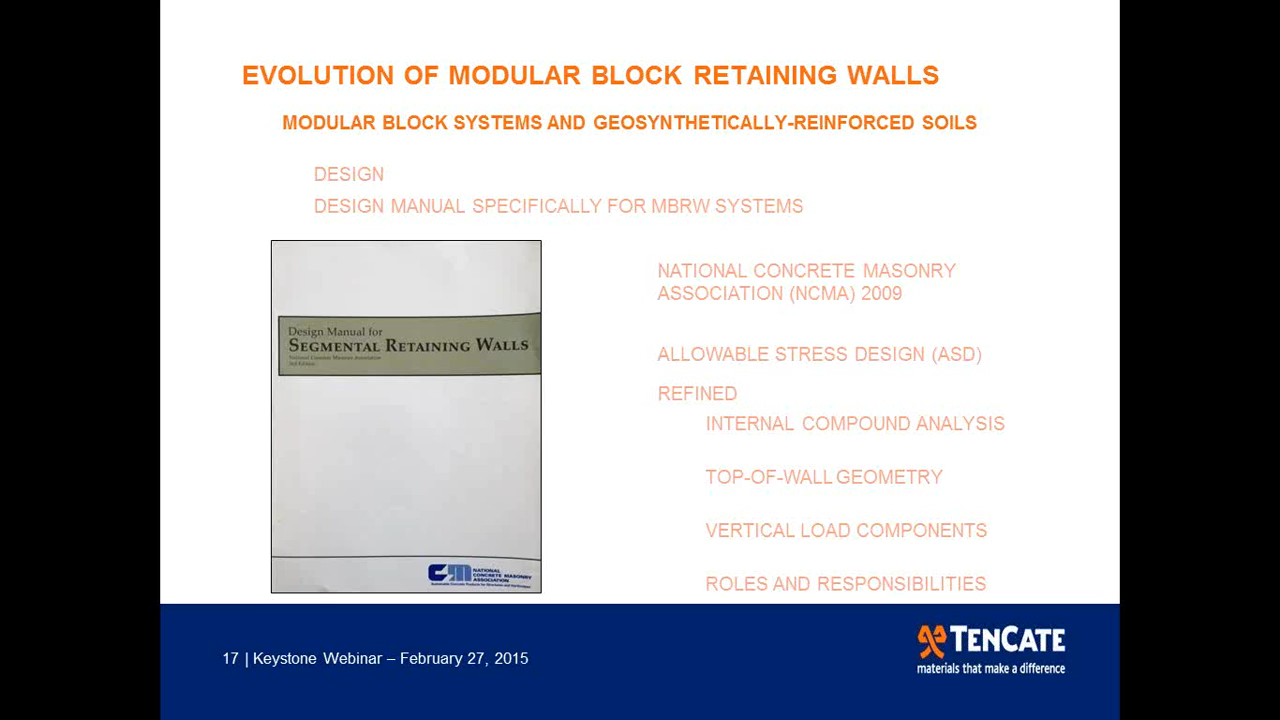 EVOLUTION OF MODULAR BLOCK RETAINING WALLS
MODULAR BLOCK SYSTEMS AND GEOSYNTHETICALLY-REINFORCED SOILS
DESIGN
DESIGN MANUAL SPECIFICALLY FOR MBRW SYSTEMS
Design Manual for
SEGMENTAL RETAINING WALLS
National Concrete Masonry Association
3rd Edition
NATIONAL
CONCRETE MASONRY
ASSOCIATION
NATIONAL CONCRETE MASONRY
ASSOCIATION (NCMA) 2009
ALLOWABLE STRESS DESIGN (ASD)
REFINED
INTERNAL COMPOUND ANALYSIS
TOP-OF-WALL GEOMETRY
VERTICAL LOAD COMPONENTS
ROLES AND RESPONSIBILITIES
17 | Keystone Webinar – February 27, 2015
TENCATE
materials that make a difference